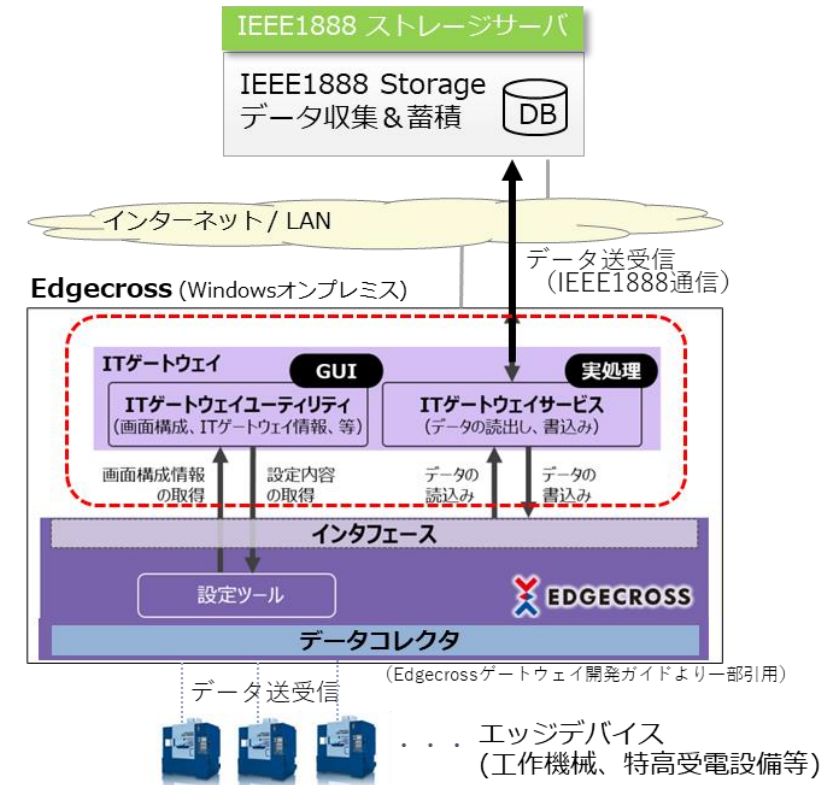 IEEE1888 ストレージサーバ
IEEE1888 Storage
データ収集＆蓄積
DB
インターネット / LAN
データ送受信
（IEEE1888通信）
Edgecross (Windowsオンプレミス)
ITゲートウェイ
GUI
実処理
ITゲートウェイユーティリティ
(画面構成、ITゲートウェイ情報、等)
ITゲートウェイサービス
(データの読出し、書込み)
画面構成情報
の取得
設定内容
の取得
データの
読込み
データの
書込み
インタフェース
設定ツール
EDGECROSS
データコレクタ
（Edgecrossゲートウェイ開発ガイドより一部引用）
データ送受信
・・・
エッジデバイス
(工作機械、特高受電設備等)